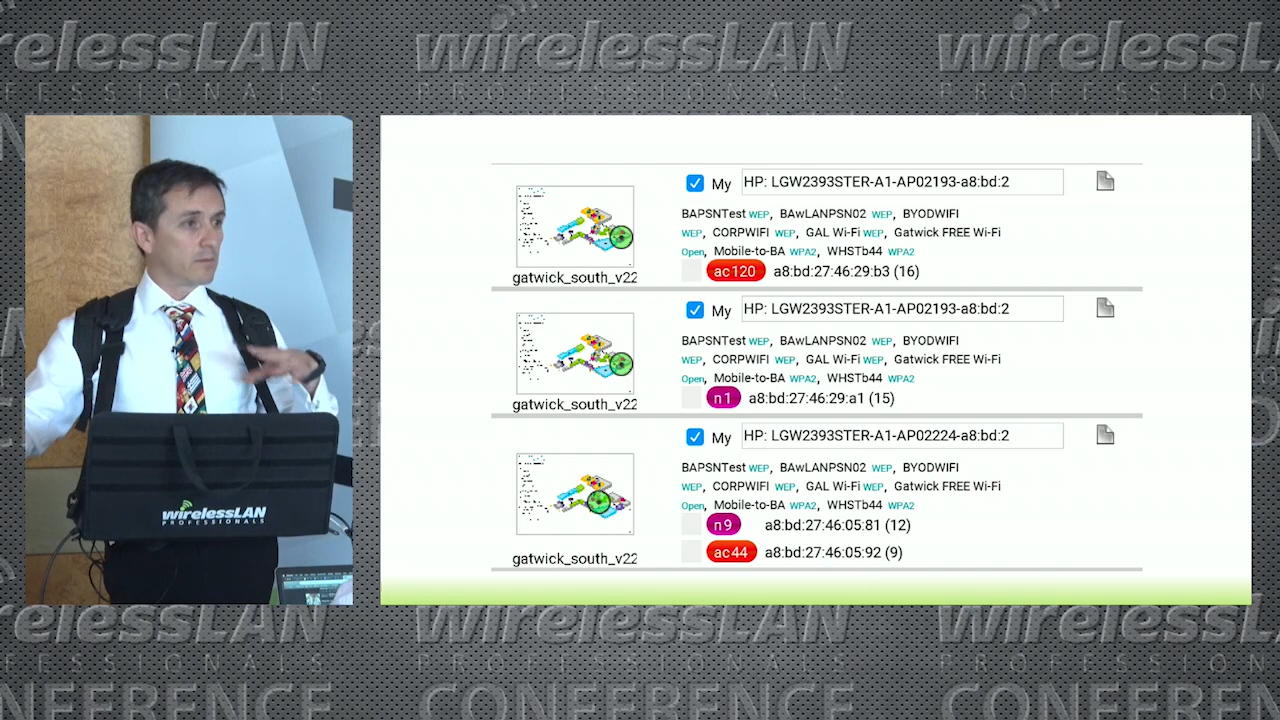 wirelessLAN
PROFESSIONALS
My HP: LGW2393STER-A1-AP02193-a8:bd:2
BAPSNTest WEP, BAwLANPSN02 WEP, BYODWIFI
WEP, CORPWIFI WEP, GAL Wi-Fi WEP, Gatwick FREE Wi-Fi
Open, Mobile-to-BA WPA2, WHSTb44 WPA2
ac120 a8:bd:27:46:29:b3 (16)
gatwick_south_v22
My HP: LGW2393STER-A1-AP02193-a8:bd:2
BAPSNTest WEP, BAwLANPSN02 WEP, BYODWIFI
WEP, CORPWIFI WEP, GAL Wi-Fi WEP, Gatwick FREE Wi-Fi
Open, Mobile-to-BA WPA2, WHSTb44 WPA2
n1 a8:bd:27:46:29:a1 (15)
gatwick_south_v22
My HP: LGW2393STER-A1-AP02224-a8:bd:2
BAPSNTest WEP, BAwLANPSN02 WEP, BYODWIFI
WEP, CORPWIFI WEP, GAL Wi-Fi WEP, Gatwick FREE Wi-Fi
Open, Mobile-to-BA WPA2, WHSTb44 WPA2
n9 a8:bd:27:46:05:81 (12)
ac44 a8:bd:27:46:05:92 (9)
gatwick_south_v22
wirelessLAN
PROFESSIONALS
wirelessLAN
PROFESSIONALS
CONFERENCE